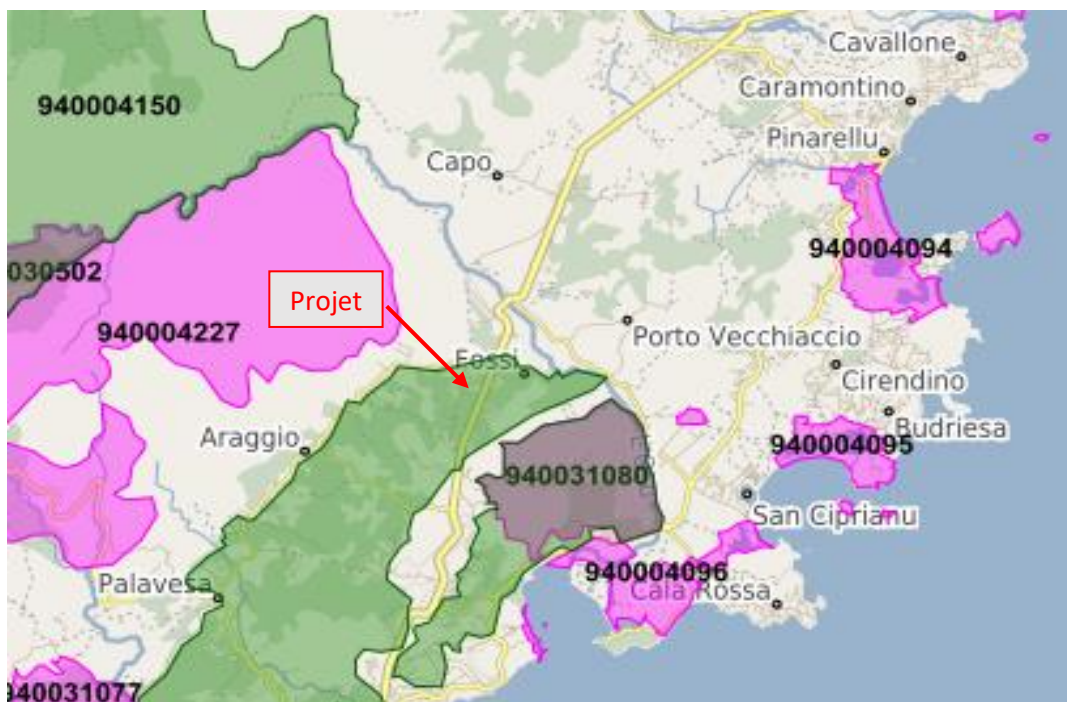 Cavallone
Caramontino
940004150
Pinarellu
Capo
940004094
030502
Projet
940004227
Porto Vecchiaccio
Fossi
Cirendino
Araggio
Budriesa
940004095
940031080
San Ciprianu
940004096
Palavesa
Cala Rossa
940031077